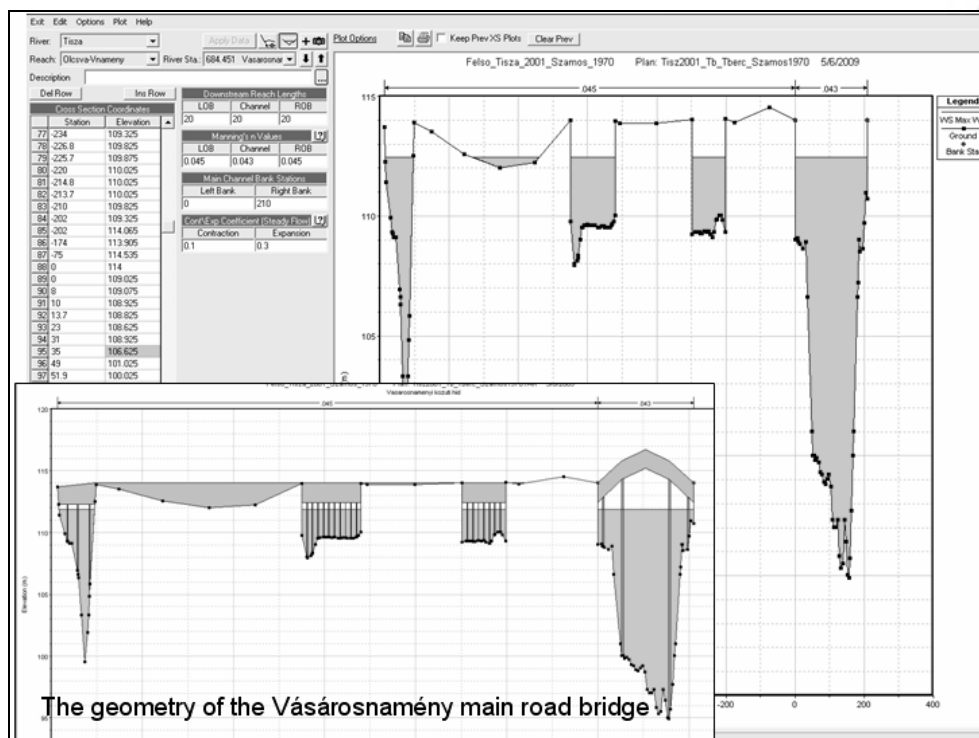 Exit Edit Options Plot Help
River: Tisza Apply Data Plot Options Keep Prev XS Plots Clear Prev
Reach: Olcsva-Vnameny River Sta.: 684.451 Vasarosnar
Description ...
Del Row Ins Row
Cross Section Coordinates
Station Elevation
77 -234 109.325
78 -226.8 109.825
79 -225.7 109.875
80 -220 110.025
81 -214.8 110.025
82 -213.7 110.025
83 -210 109.825
84 -202 109.325
85 -202 114.065
86 -174 113.905
87 -75 114.535
88 0 114
89 0 109.025
90 8 109.075
91 10 108.925
92 13.7 108.825
93 23 108.625
94 31 108.925
95 35 106.625
96 49 101.025
97 51.9 100.025
Downstream Reach Lengths
LOB Channel ROB
20 20 20
Manning's n Values ?
LOB Channel ROB
0.045 0.043 0.045
Main Channel Bank Stations
Left Bank Right Bank
0 210
Cont\Exp Coefficient (Steady Flow) ?
Contraction Expansion
0.1 0.3
Felso_Tisza_2001_Szamos_1970 Plan: Tisz2001_Tb_Tberc_Szamos1970 5/6/2009
.045 .043
115
110
105
Legend
WS Max W
Ground
Bank Sta
-200 0 200 400
Vasarosnamenyi kozuti hid
.045 .043
120
115
110
105
100
95
Elevation (m)
The geometry of the Vásárosnamény main road bridge